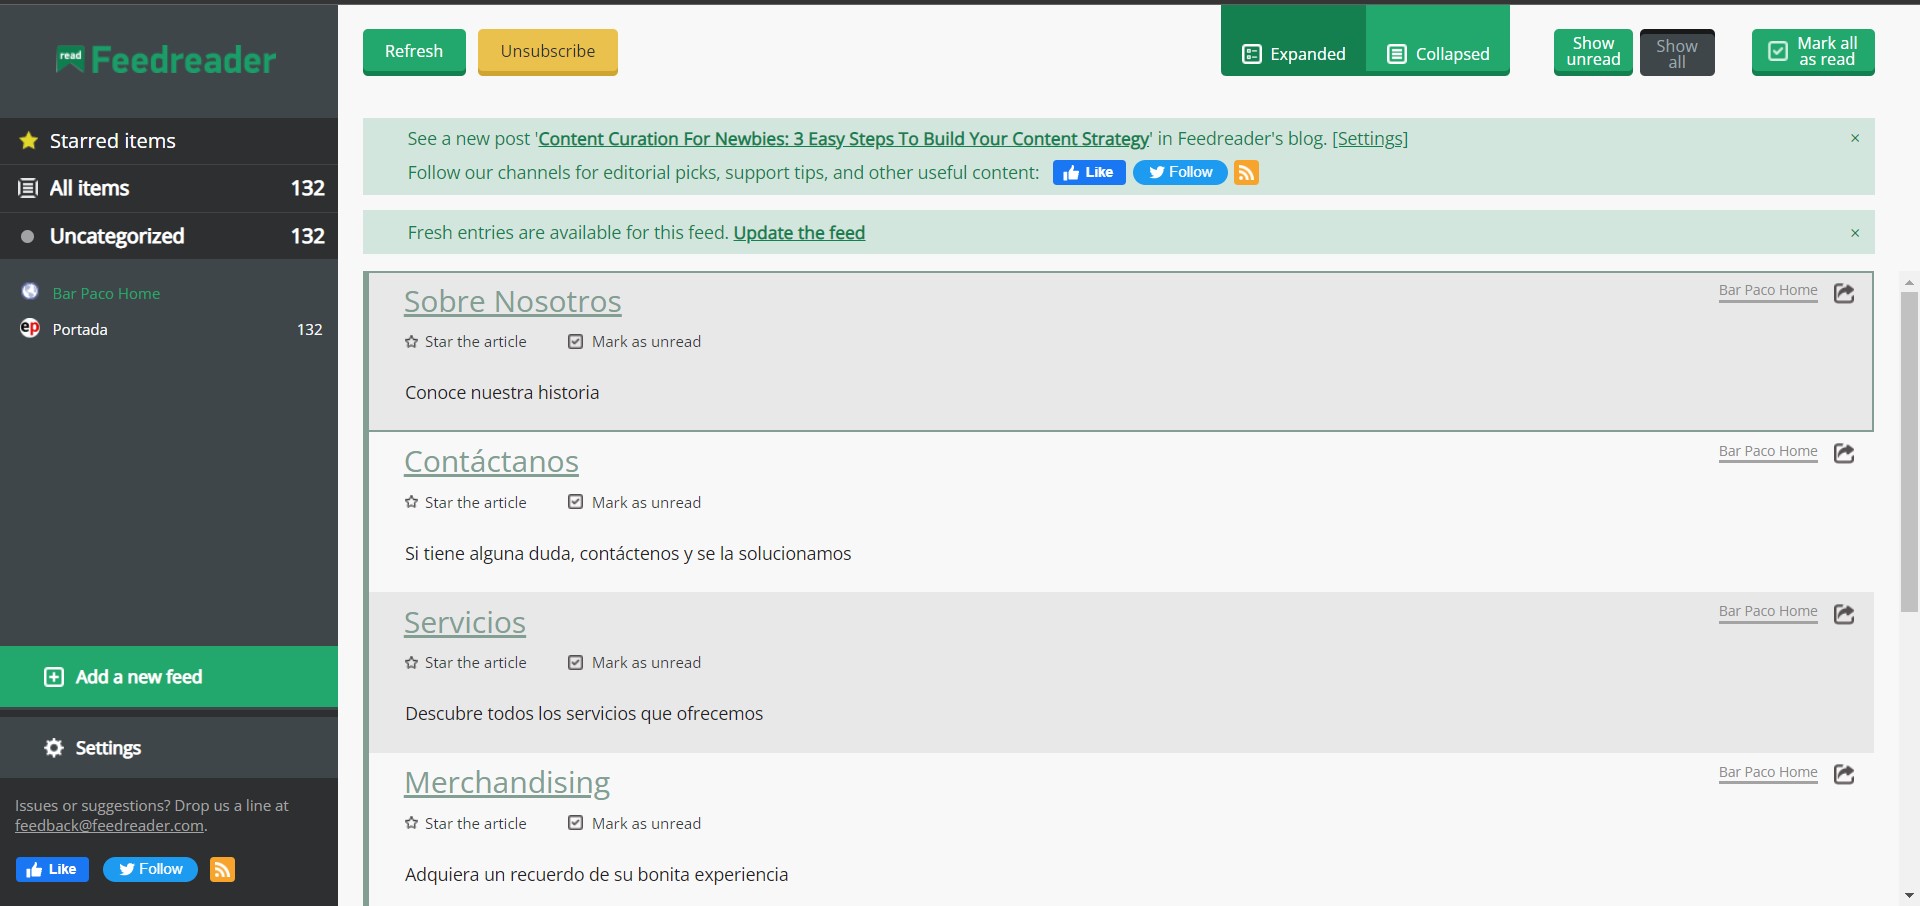 read Feedreader
Starred items
All items 132
Uncategorized 132
Bar Paco Home
ep Portada 132
Add a new feed
Settings
Issues or suggestions? Drop us a line at
feedback@feedreader.com.
Like Follow
Refresh Unsubscribe
Expanded Collapsed
Show
unread
Show
all
Mark all
as read
See a new post 'Content Curation For Newbies: 3 Easy Steps To Build Your Content Strategy' in Feedreader's blog. [Settings] ×
Follow our channels for editorial picks, support tips, and other useful content: Like Follow
Fresh entries are available for this feed. Update the feed ×
Sobre Nosotros Bar Paco Home
Star the article Mark as unread
Conoce nuestra historia
Contáctanos Bar Paco Home
Star the article Mark as unread
Si tiene alguna duda, contáctenos y se la solucionamos
Servicios Bar Paco Home
Star the article Mark as unread
Descubre todos los servicios que ofrecemos
Merchandising Bar Paco Home
Star the article Mark as unread
Adquiera un recuerdo de su bonita experiencia